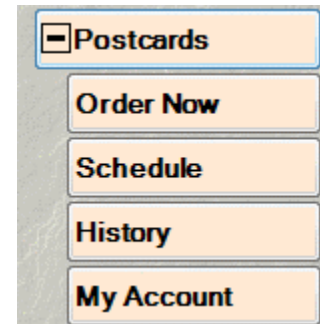 Postcards
Order Now
Schedule
History
My Account